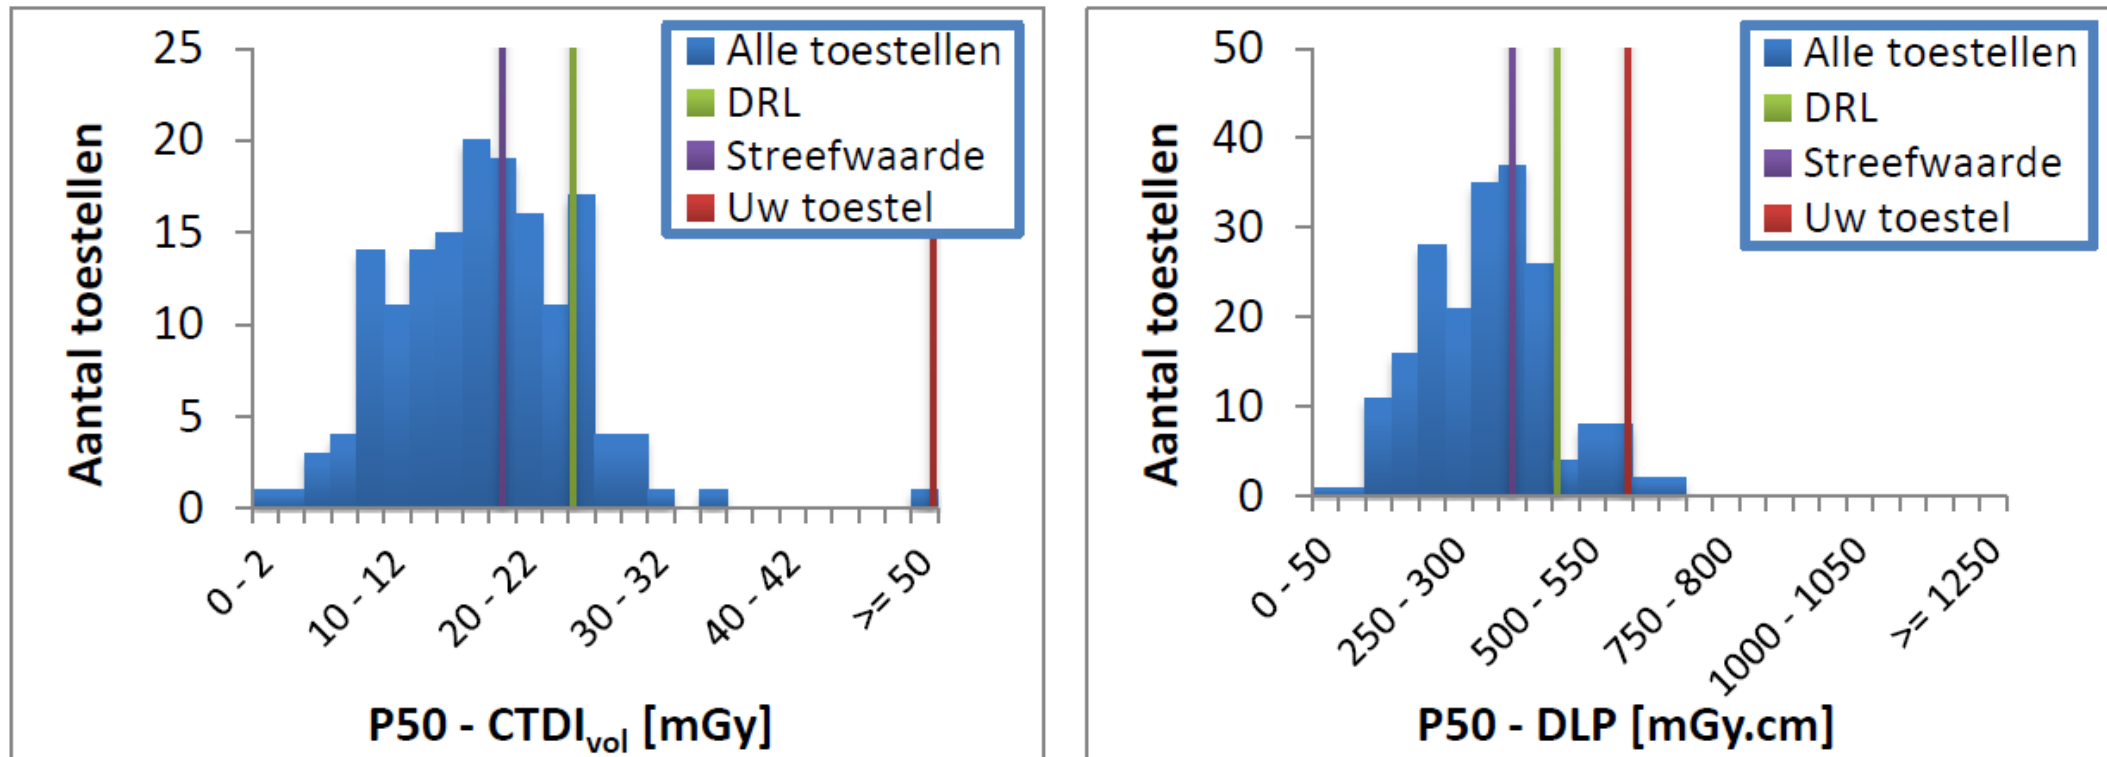 25
20
15
10
5
0
Aantal toestellen
Alle toestellen
DRL
Streefwaarde
Uw toestel
0 - 2
10 - 12
20 - 22
30 - 32
40 - 42
>= 50
P50 - CTDIvol [mGy]
50
40
30
20
10
0
Aantal toestellen
Alle toestellen
DRL
Streefwaarde
Uw toestel
0 - 50
250 - 300
500 - 550
750 - 800
1000 - 1050
>= 1250
P50 - DLP [mGy.cm]